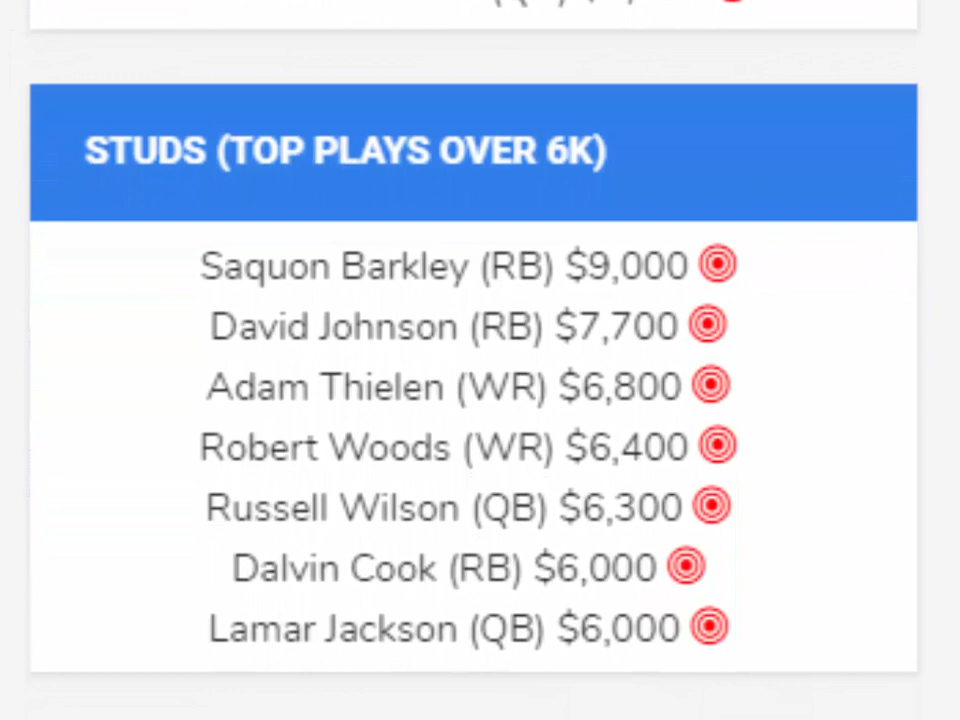 STUDS (TOP PLAYS OVER 6K)
Saquon Barkley (RB) $9,000
David Johnson (RB) $7,700
Adam Thielen (WR) $6,800
Robert Woods (WR) $6,400
Russell Wilson (QB) $6,300
Dalvin Cook (RB) $6,000
Lamar Jackson (QB) $6,000